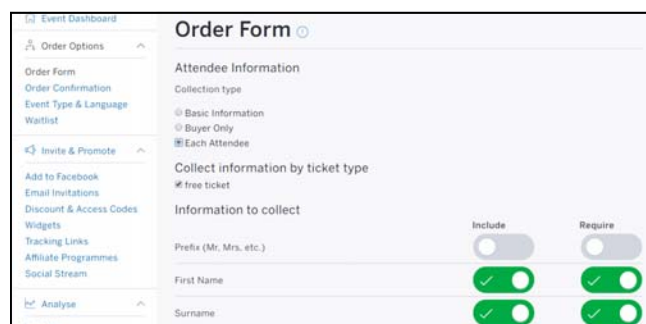 Event Dashboard
Order Options
Order Form
Order Confirmation
Event Type & Language
Waitlist
Invite & Promote
Add to Facebook
Email Invitations
Discount & Access Codes
Widgets
Tracking Links
Affiliate Programmes
Social Stream
Analyse
Order Form
Attendee Information
Collection type
Basic Information
Buyer Only
Each Attendee
Collect information by ticket type
free ticket
Information to collect
Include Require
Prefix (Mr, Mrs, etc.)
First Name
Surname